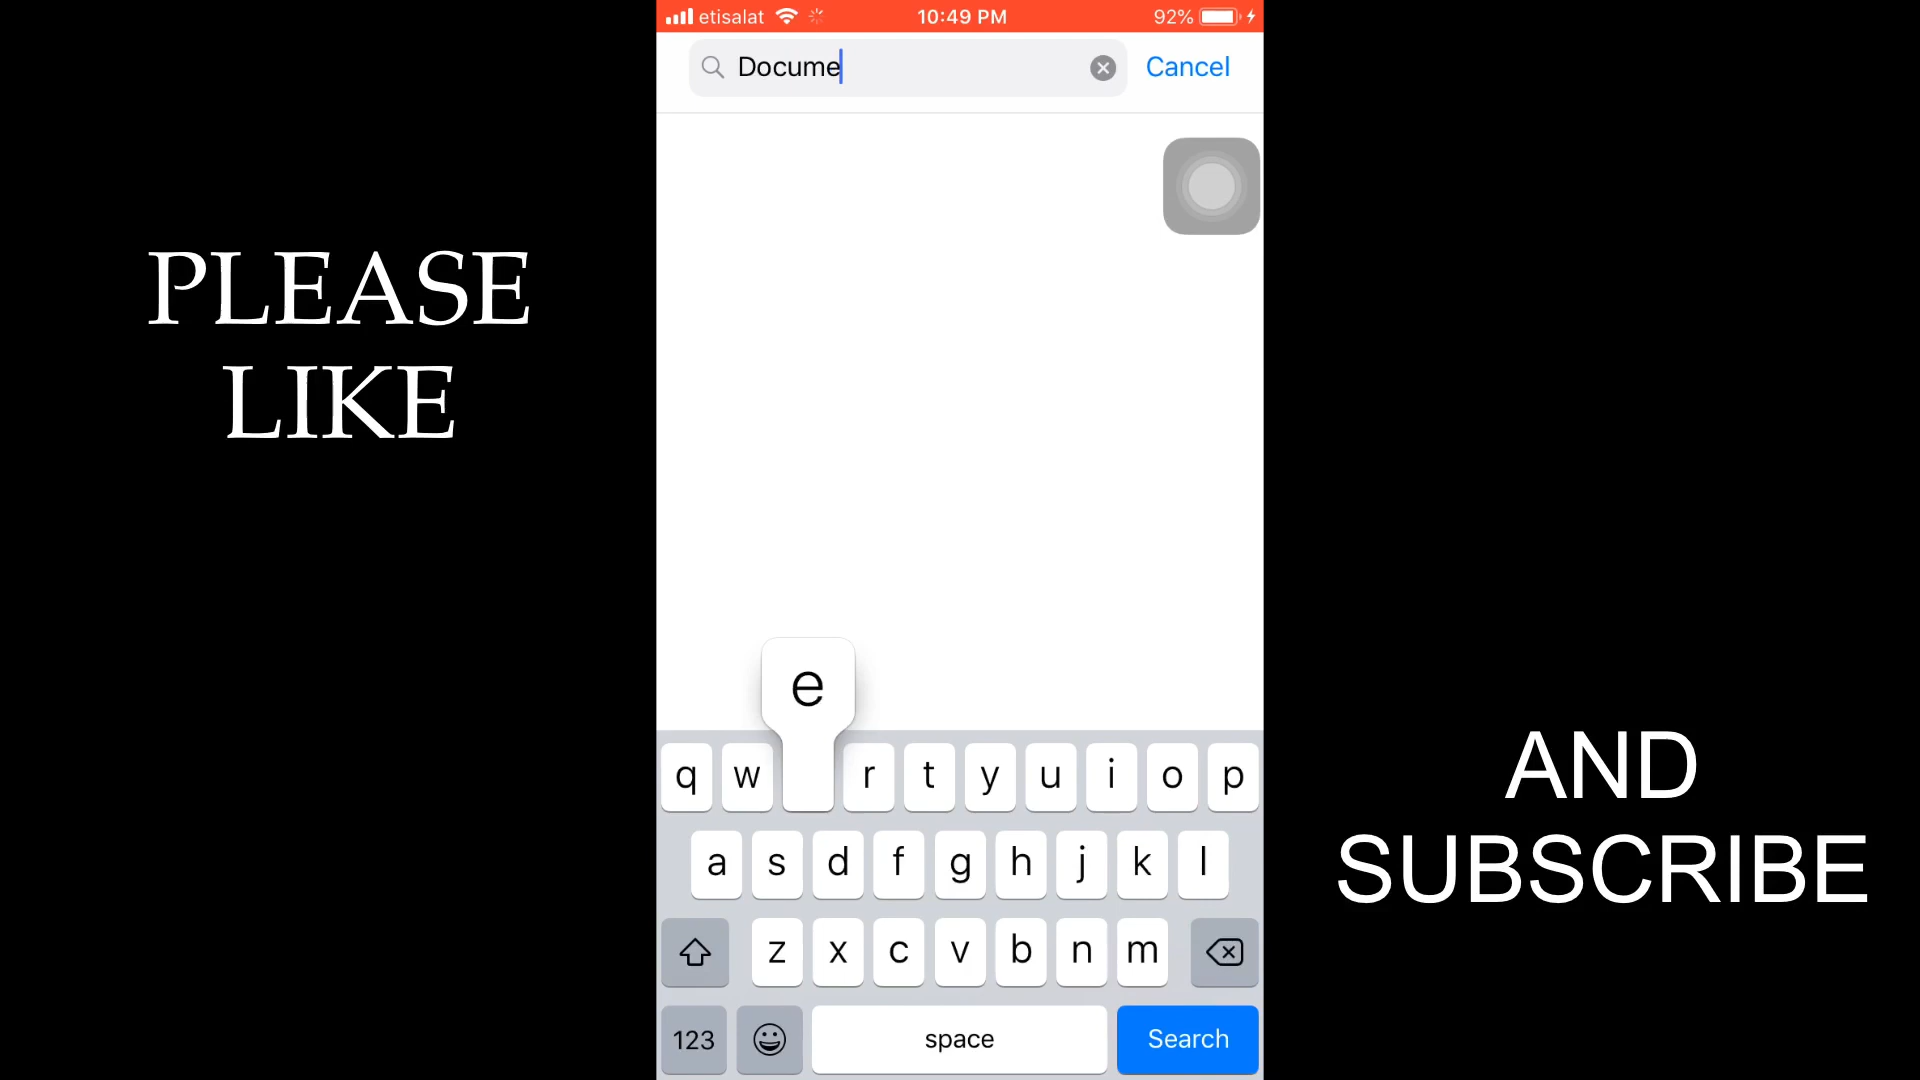 etisalat 10:49 PM 92%
Docume
Cancel
PLEASE
LIKE
e
q w r t y u i o p
a s d f g h j k l
z x c v b n m
123 space Search
AND
SUBSCRIBE